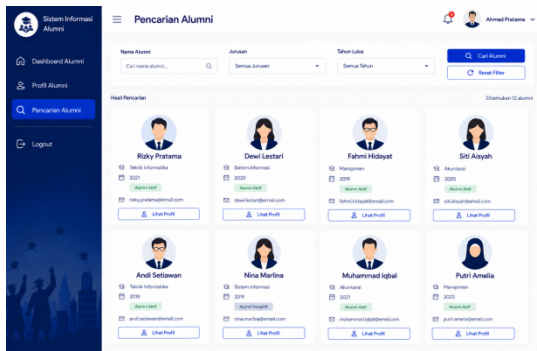 Sistem Informasi
Alumni
Dashboard Alumni
Profil Alumni
Pencarian Alumni
Logout
Pencarian Alumni
Ahmad Pratama
Nama Alumni
Cari nama alumni...
Jurusan
Semua Jurusan
Tahun Lulus
Semua Tahun
Cari Alumni
Reset Filter
Hasil Pencarian
Ditemukan 12 alumni
Rizky Pratama
Teknik Informatika
2021
Alumni Aktif
rizky.pratama@email.com
Lihat Profil
Dewi Lestari
Sistem Informasi
2020
Alumni Aktif
dewi.lestari@email.com
Lihat Profil
Fahmi Hidayat
Manajemen
2019
Alumni Aktif
fahmi.hidayat@email.com
Lihat Profil
Siti Aisyah
Akuntansi
2020
Alumni Aktif
siti.aisyah@email.com
Lihat Profil
Andi Setiawan
Teknik Informatika
2018
Alumni Aktif
andi.setiawan@email.com
Lihat Profil
Nina Marlina
Sistem Informasi
2019
nina.marlina@email.com
Lihat Profil
Muhammad Iqbal
Akuntansi
2021
Alumni Aktif
muhammad.iqbal@email.com
Lihat Profil
Putri Amelia
Manajemen
2020
Alumni Aktif
putri.amelia@email.com
Lihat Profil